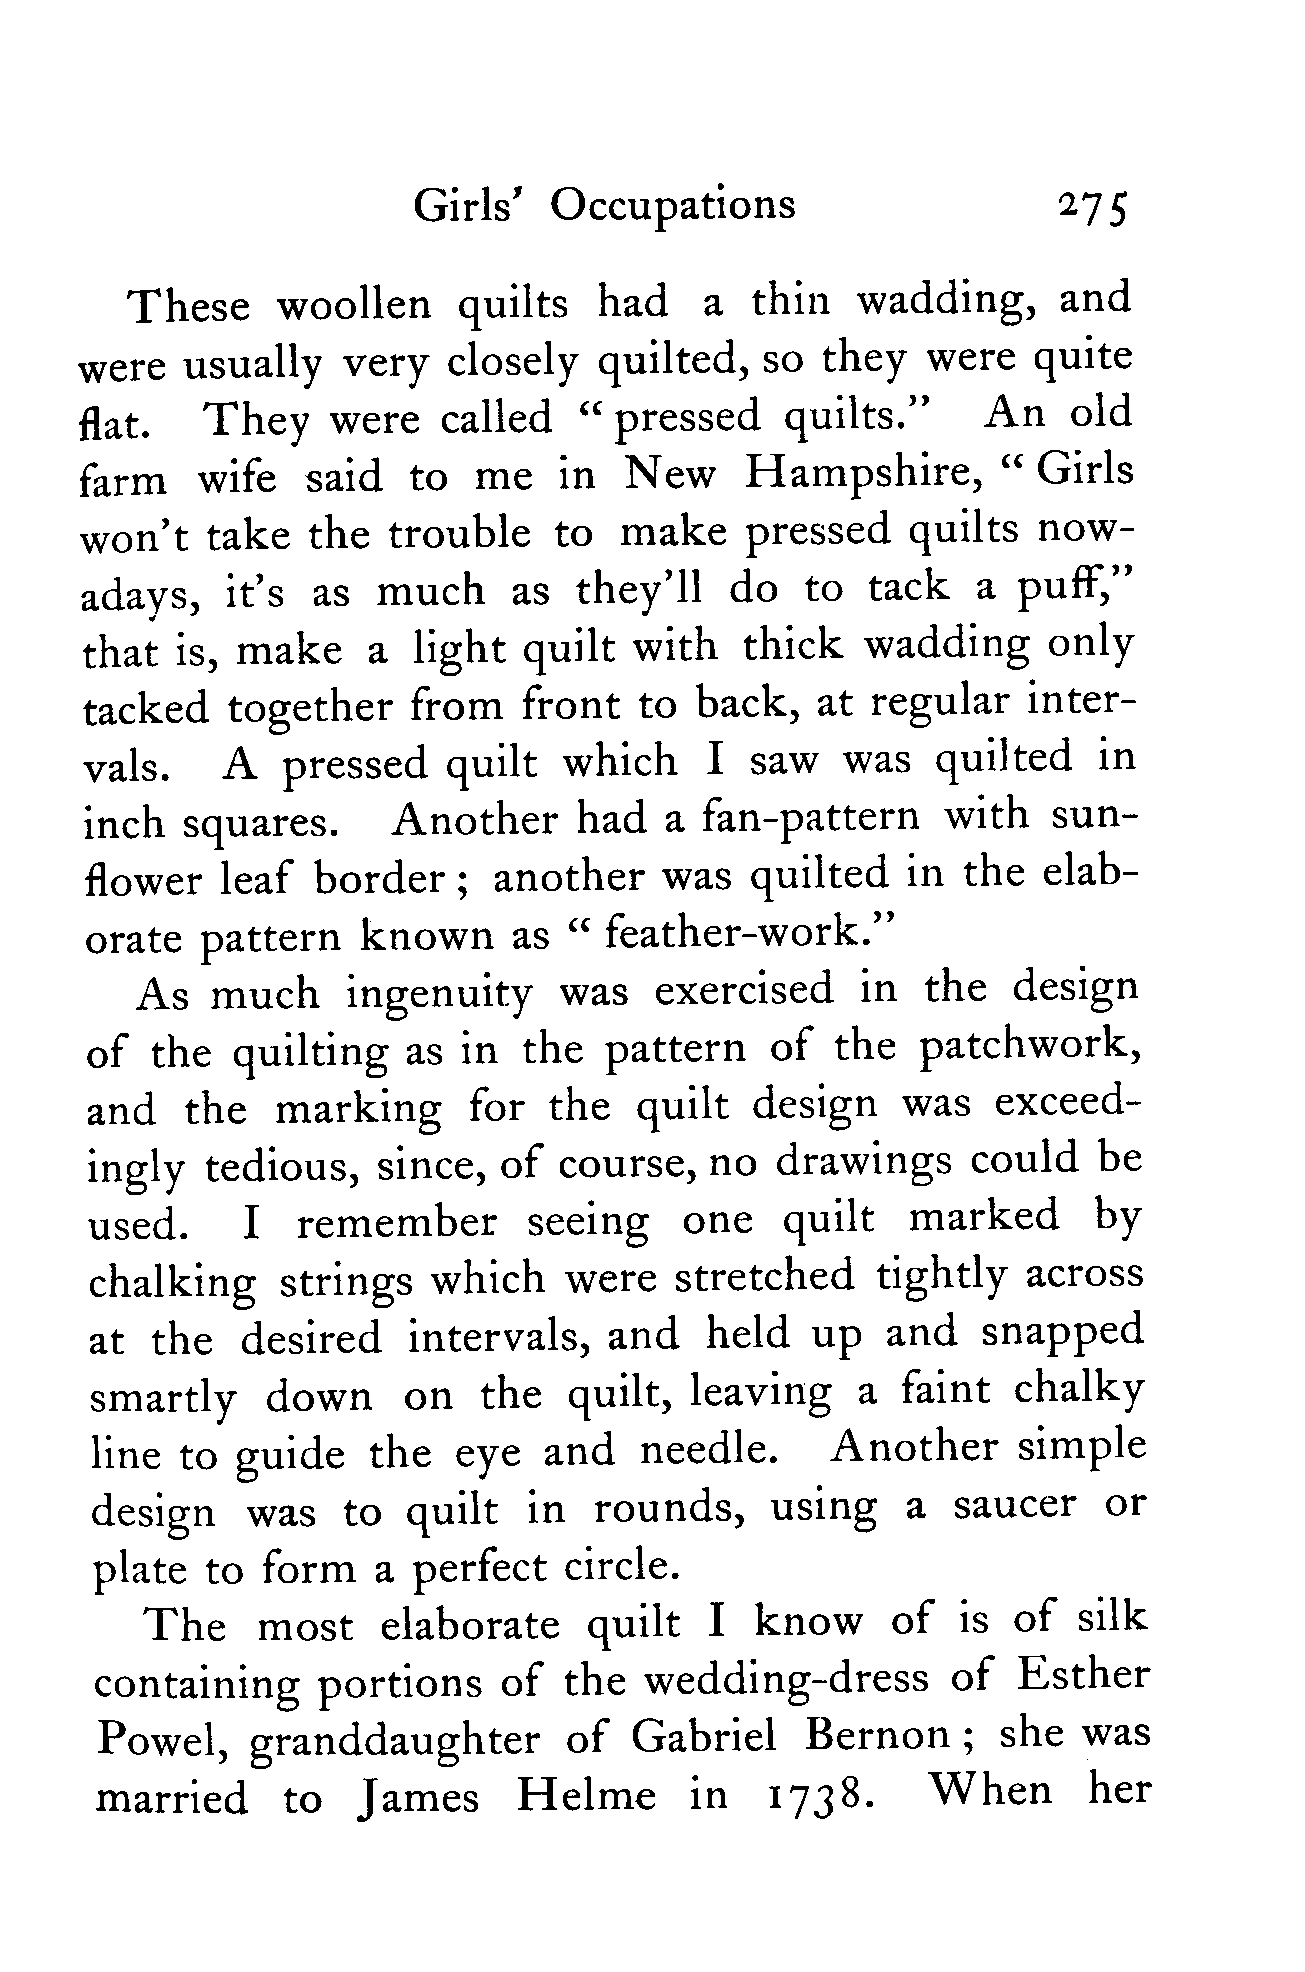 Girls' Occupations 275
These woollen quilts had a thin wadding, and
were usually very closely quilted, so they were quite
flat. They were called “ pressed quilts.” An old
farm wife said to me in New Hampshire, “ Girls
won't take the trouble to make pressed quilts now-
adays, it's as much as they'll do to tack a puff,”
that is, make a light quilt with thick wadding only
tacked together from front to back, at regular inter-
vals. A pressed quilt which I saw was quilted in
inch squares. Another had a fan-pattern with sun-
flower leaf border ; another was quilted in the elab-
orate pattern known as “ feather-work.”
As much ingenuity was exercised in the design
of the quilting as in the pattern of the patchwork,
and the marking for the quilt design was exceed-
ingly tedious, since, of course, no drawings could be
used. I remember seeing one quilt marked by
chalking strings which were stretched tightly across
at the desired intervals, and held up and snapped
smartly down on the quilt, leaving a faint chalky
line to guide the eye and needle. Another simple
design was to quilt in rounds, using a saucer or
plate to form a perfect circle.
The most elaborate quilt I know of is of silk
containing portions of the wedding-dress of Esther
Powel, granddaughter of Gabriel Bernon ; she was
married to James Helme in 1738. When her